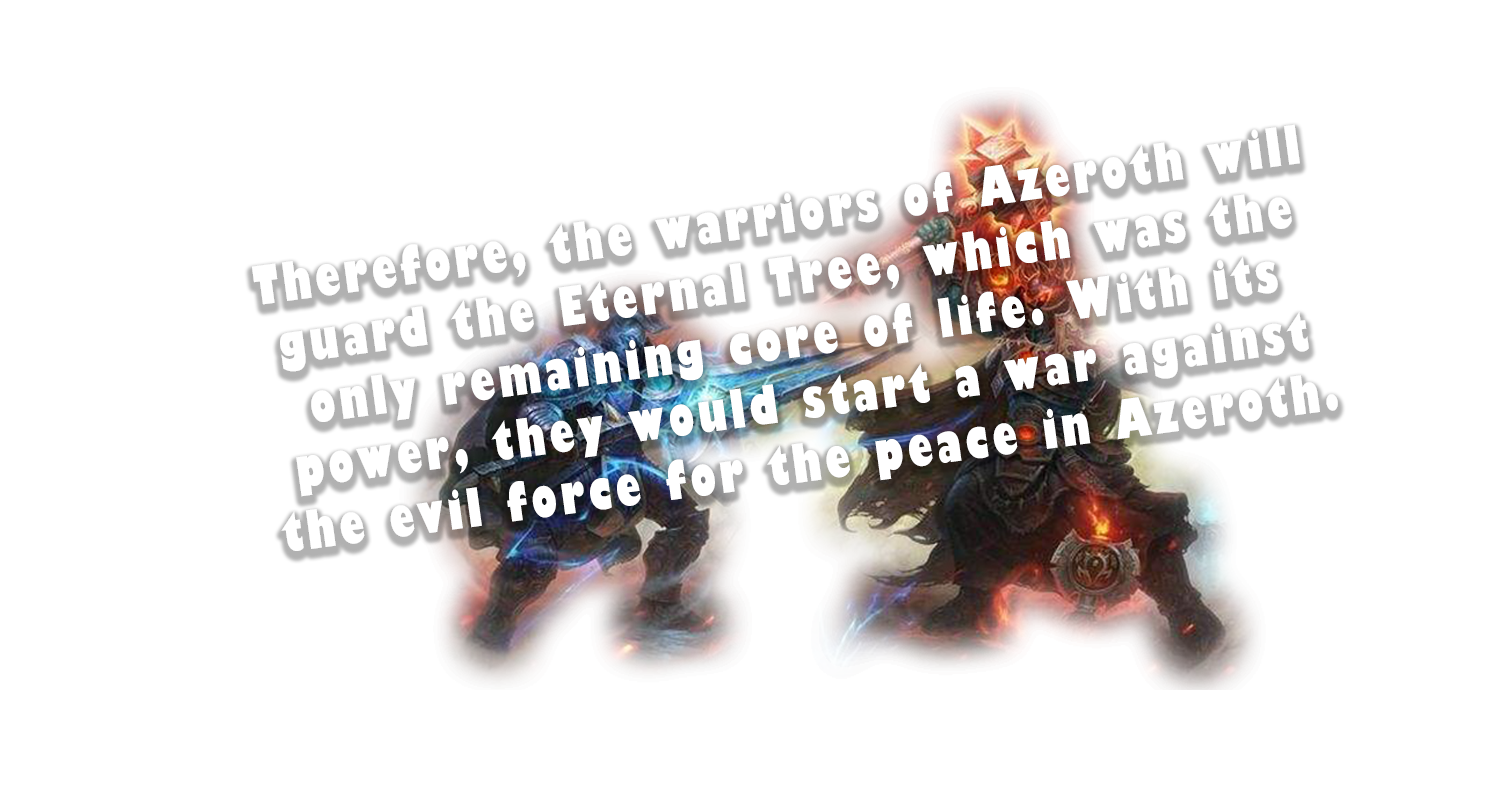 Therefore, the warriors of Azeroth will
guard the Eternal Tree, which was the
only remaining core of life. With its
power, they would start a war against
the evil force for the peace in Azeroth.